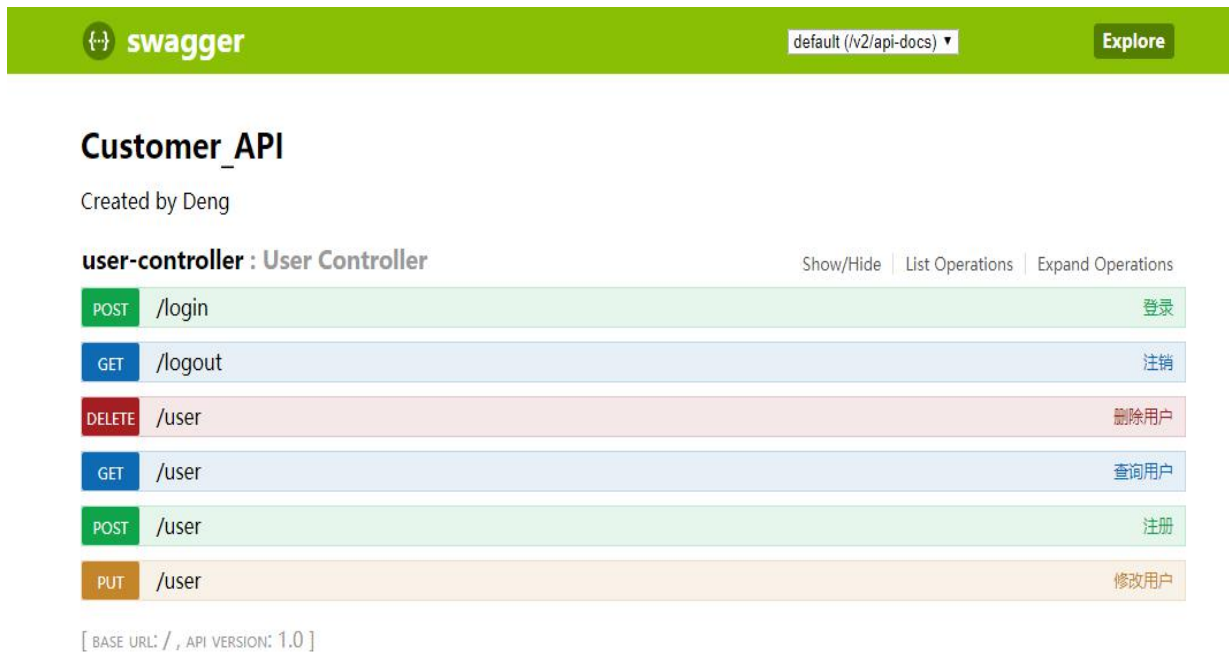 swagger default (/v2/api-docs) Explore
Customer_API
Created by Deng
user-controller : User Controller Show/Hide List Operations Expand Operations
POST /login 登录
GET /logout 注销
DELETE /user 删除用户
GET /user 查询用户
POST /user 注册
PUT /user 修改用户
[ BASE URL: / , API VERSION: 1.0 ]